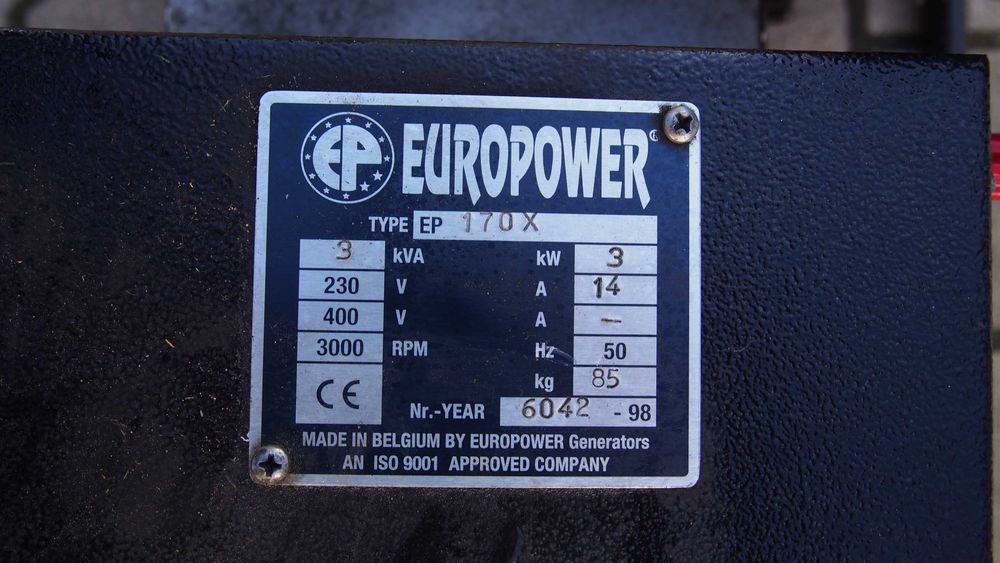 EP EUROPOWER®
TYPE EP 170X
3 kVA kW 3
230 V A 14
400 V A -
3000 RPM Hz 50
CE kg 85
Nr.-YEAR 6042 - 98
MADE IN BELGIUM BY EUROPOWER Generators
AN ISO 9001 APPROVED COMPANY